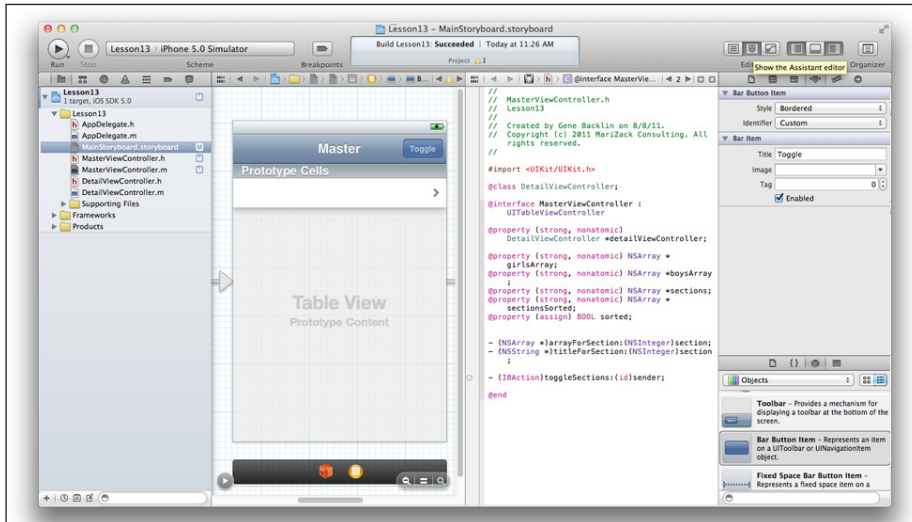 Lesson13 – MainStoryboard.storyboard
Lesson13 › iPhone 5.0 Simulator
Build Lesson13: Succeeded | Today at 11:26 AM
Project 1
Run Stop Scheme Breakpoints Organizer
Show the Assistant editor
Lesson13
1 target, iOS SDK 5.0
Lesson13
AppDelegate.h
AppDelegate.m
MainStoryboard.storyboard M
MasterViewController.h M
MasterViewController.m M
DetailViewController.h
DetailViewController.m
Supporting Files
Frameworks
Products
Master Toggle
Prototype Cells
Table View
Prototype Content
@interface MasterVie... 2
//
// MasterViewController.h
// Lesson13
//
// Created by Gene Backlin on 8/8/11.
// Copyright (c) 2011 MariZack Consulting. All
rights reserved.
//
#import <UIKit/UIKit.h>
@class DetailViewController;
@interface MasterViewController :
UITableViewController
@property (strong, nonatomic)
DetailViewController *detailViewController;
@property (strong, nonatomic) NSArray *
girlsArray;
@property (strong, nonatomic) NSArray *boysArray
;
@property (strong, nonatomic) NSArray *sections;
@property (strong, nonatomic) NSArray *
sectionsSorted;
@property (assign) BOOL sorted;
- (NSArray *)arrayForSection:(NSInteger)section;
- (NSString *)titleForSection:(NSInteger)section
;
- (IBAction)toggleSections:(id)sender;
@end
Bar Button Item
Style Bordered
Identifier Custom
Bar Item
Title Toggle
Image
Tag 0
Enabled
Objects
Toolbar – Provides a mechanism for
displaying a toolbar at the bottom of the
screen.
Bar Button Item – Represents an item
on a UIToolbar or UINavigationItem
object.
Fixed Space Bar Button Item –
Represents a fixed space item on a